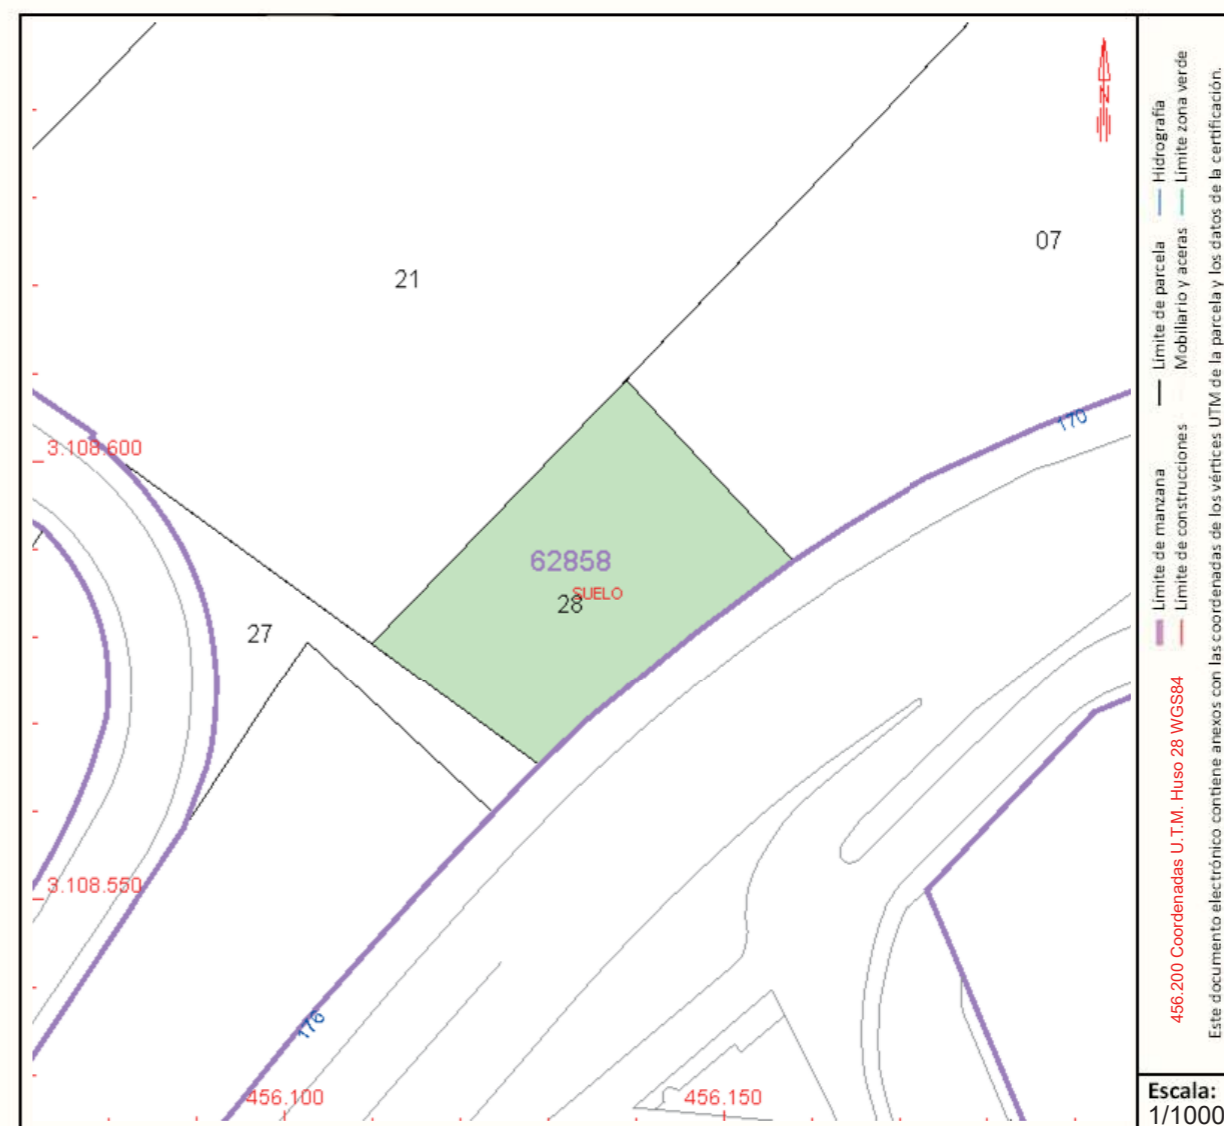 N
07
21
170
3.108.600
62858
SUELO
28
27
3.108.550
176
456.100
456.150
Límite de manzana
Límite de parcela
Hidrografía
Límite de construcciones
Mobiliario y aceras
Límite zona verde
456.200 Coordenadas U.T.M. Huso 28 WGS84
Este documento electrónico contiene anexos con las coordenadas de los vértices UTM de la parcela y los datos de la certificación.
Escala:
1/1000